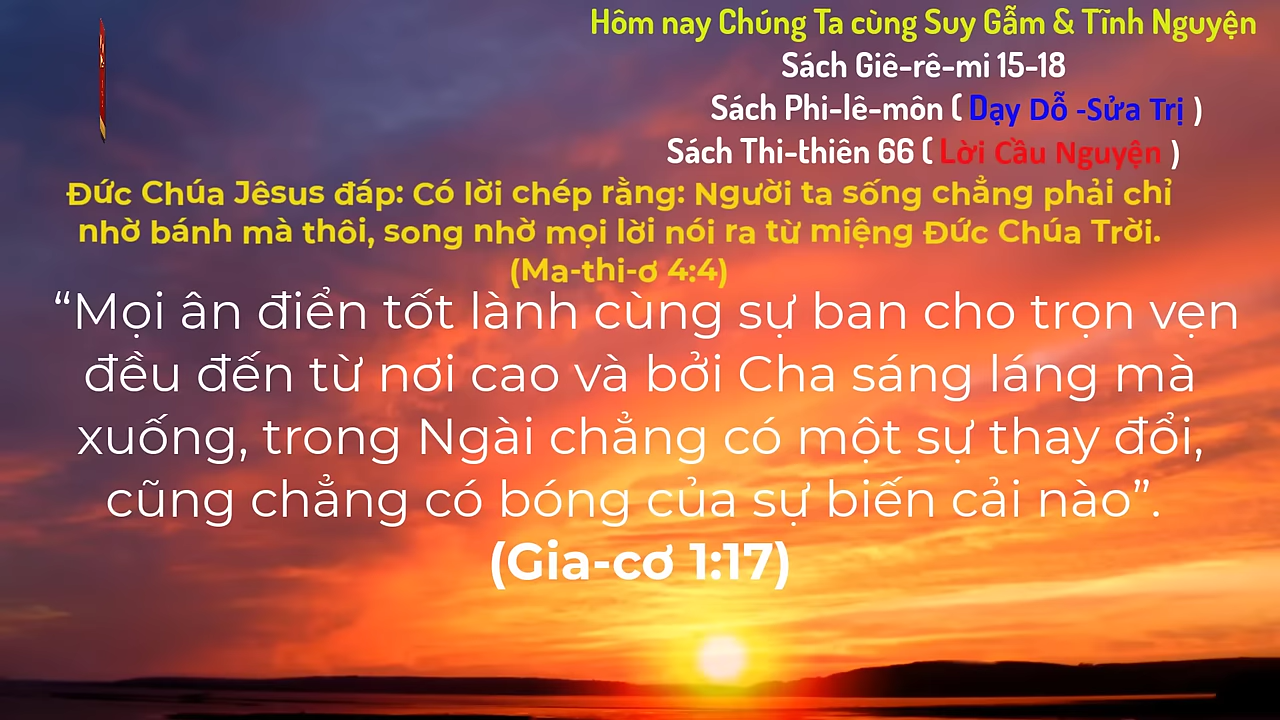 Hôm nay Chúng Ta cùng Suy Gẫm & Tĩnh Nguyện
Sách Giê-rê-mi 15-18
Sách Phi-lê-môn ( Dạy Dỗ -Sửa Trị )
Sách Thi-thiên 66 ( Lời Cầu Nguyện )
Đức Chúa Jêsus đáp: Có lời chép rằng: Người ta sống chẳng phải chỉ
nhờ bánh mà thôi, song nhờ mọi lời nói ra từ miệng Đức Chúa Trời.
(Ma-thi-ơ 4:4)
“Mọi ân điển tốt lành cùng sự ban cho trọn vẹn
đều đến từ nơi cao và bởi Cha sáng láng mà
xuống, trong Ngài chẳng có một sự thay đổi,
cũng chẳng có bóng của sự biến cải nào”.
(Gia-cơ 1:17)